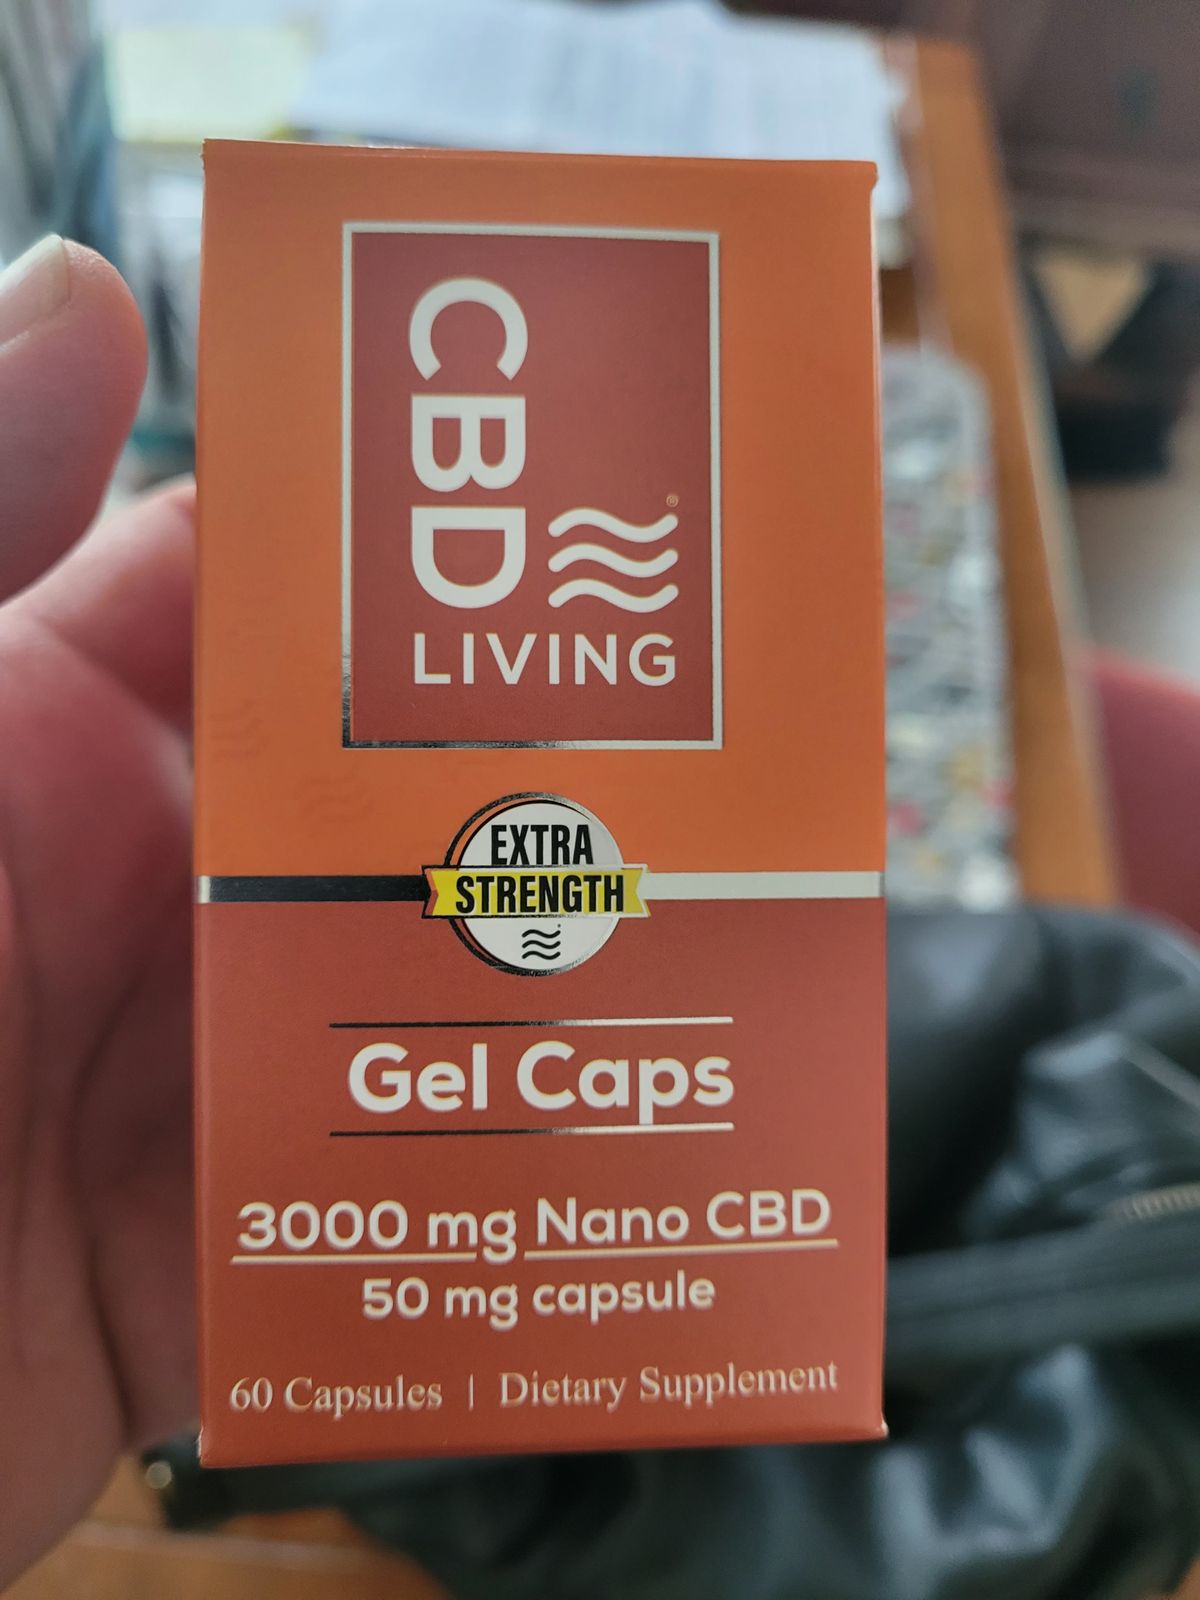 CBD
®
LIVING
EXTRA
STRENGTH
Gel Caps
3000 mg Nano CBD
50 mg capsule
60 Capsules | Dietary Supplement